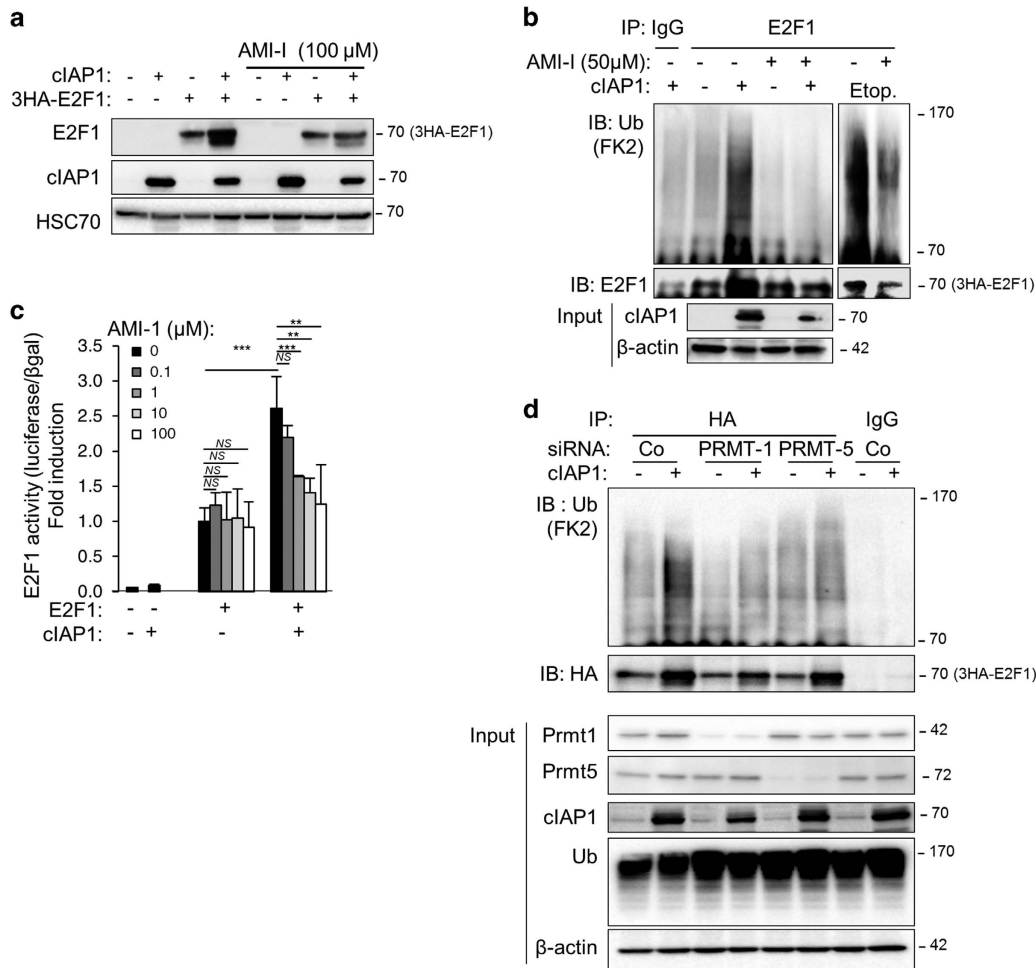 a
AMI-I (100 µM)
cIAP1: - + - + - + - +
3HA-E2F1: - - + + - - + +
E2F1 - 70 (3HA-E2F1)
cIAP1 - 70
HSC70 - 70
b
IP: IgG E2F1
AMI-I (50µM) - - - + + - +
cIAP1: + - + - + Etop.
IB: Ub
(FK2)
- 170
- 70
IB: E2F1 - 70 (3HA-E2F1)
Input cIAP1 - 70
β-actin - 42
c
AMI-1 (µM):
0
0.1
1
10
100
E2F1 activity (luciferase/βgal)
Fold induction
3.5
3.0
2.5
2.0
1.5
1.0
0.5
0.0
NS
NS
NS
NS
***
**
**
***
NS
E2F1: - - + +
cIAP1: - + - +
d
IP: HA IgG
siRNA: Co PRMT-1 PRMT-5 Co
cIAP1: - + - + - + - +
IB : Ub
(FK2)
- 170
- 70
IB: HA - 70 (3HA-E2F1)
Input Prmt1 - 42
Prmt5 - 72
cIAP1 - 70
Ub - 170
β-actin - 42